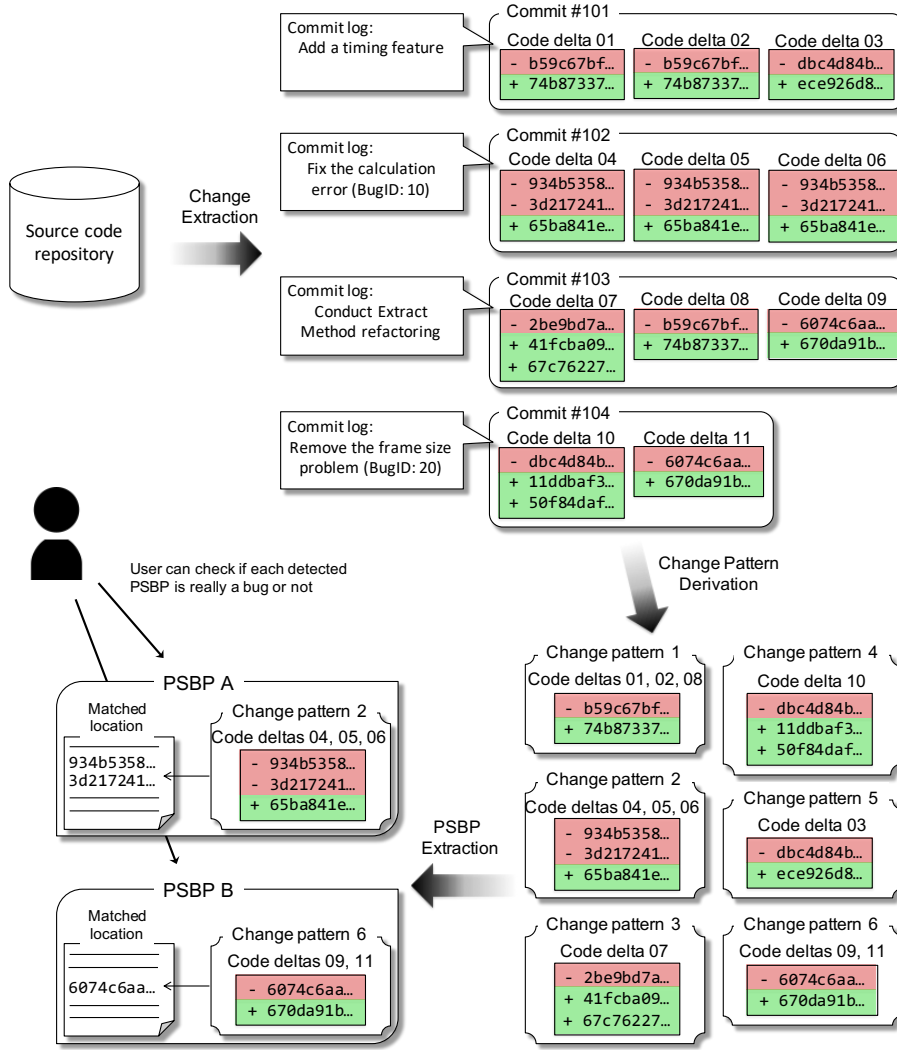 Commit #101
Commit log:
Add a timing feature
Code delta 01
- b59c67bf…
+ 74b87337…
Code delta 02
- b59c67bf…
+ 74b87337…
Code delta 03
- dbc4d84b…
+ ece926d8…
Commit #102
Commit log:
Fix the calculation
error (BugID: 10)
Code delta 04
- 934b5358…
- 3d217241…
+ 65ba841e…
Code delta 05
- 934b5358…
- 3d217241…
+ 65ba841e…
Code delta 06
- 934b5358…
- 3d217241…
+ 65ba841e…
Source code
repository
Change
Extraction
Commit #103
Commit log:
Conduct Extract
Method refactoring
Code delta 07
- 2be9bd7a…
+ 41fcba09…
+ 67c76227…
Code delta 08
- b59c67bf…
+ 74b87337…
Code delta 09
- 6074c6aa…
+ 670da91b…
Commit #104
Commit log:
Remove the frame size
problem (BugID: 20)
Code delta 10
- dbc4d84b…
+ 11ddbaf3…
+ 50f84daf…
Code delta 11
- 6074c6aa…
+ 670da91b…
Change Pattern
Derivation
User can check if each detected
PSBP is really a bug or not
Change pattern 1
Code deltas 01, 02, 08
- b59c67bf…
+ 74b87337…
Change pattern 4
Code delta 10
- dbc4d84b…
+ 11ddbaf3…
+ 50f84daf…
Change pattern 2
Code deltas 04, 05, 06
- 934b5358…
- 3d217241…
+ 65ba841e…
Change pattern 5
Code delta 03
- dbc4d84b…
+ ece926d8…
Change pattern 3
Code delta 07
- 2be9bd7a…
+ 41fcba09…
+ 67c76227…
Change pattern 6
Code deltas 09, 11
- 6074c6aa…
+ 670da91b…
PSBP
Extraction
PSBP A
Matched
location
934b5358…
3d217241…
Change pattern 2
Code deltas 04, 05, 06
- 934b5358…
- 3d217241…
+ 65ba841e…
PSBP B
Matched
location
6074c6aa…
Change pattern 6
Code deltas 09, 11
- 6074c6aa…
+ 670da91b…